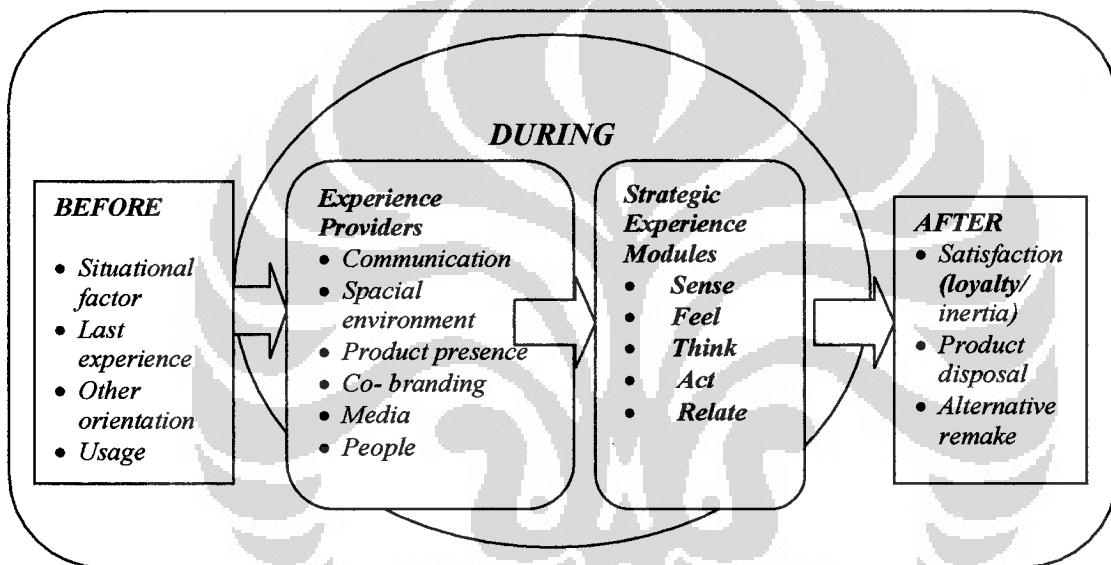 DURING
BEFORE
• Situational
factor
• Last
experience
• Other
orientation
• Usage
Experience
Providers
• Communication
• Spacial
environment
• Product presence
• Co- branding
• Media
• People
Strategic
Experience
Modules
• Sense
• Feel
• Think
• Act
• Relate
AFTER
• Satisfaction
(loyalty/
inertia)
• Product
disposal
• Alternative
remake